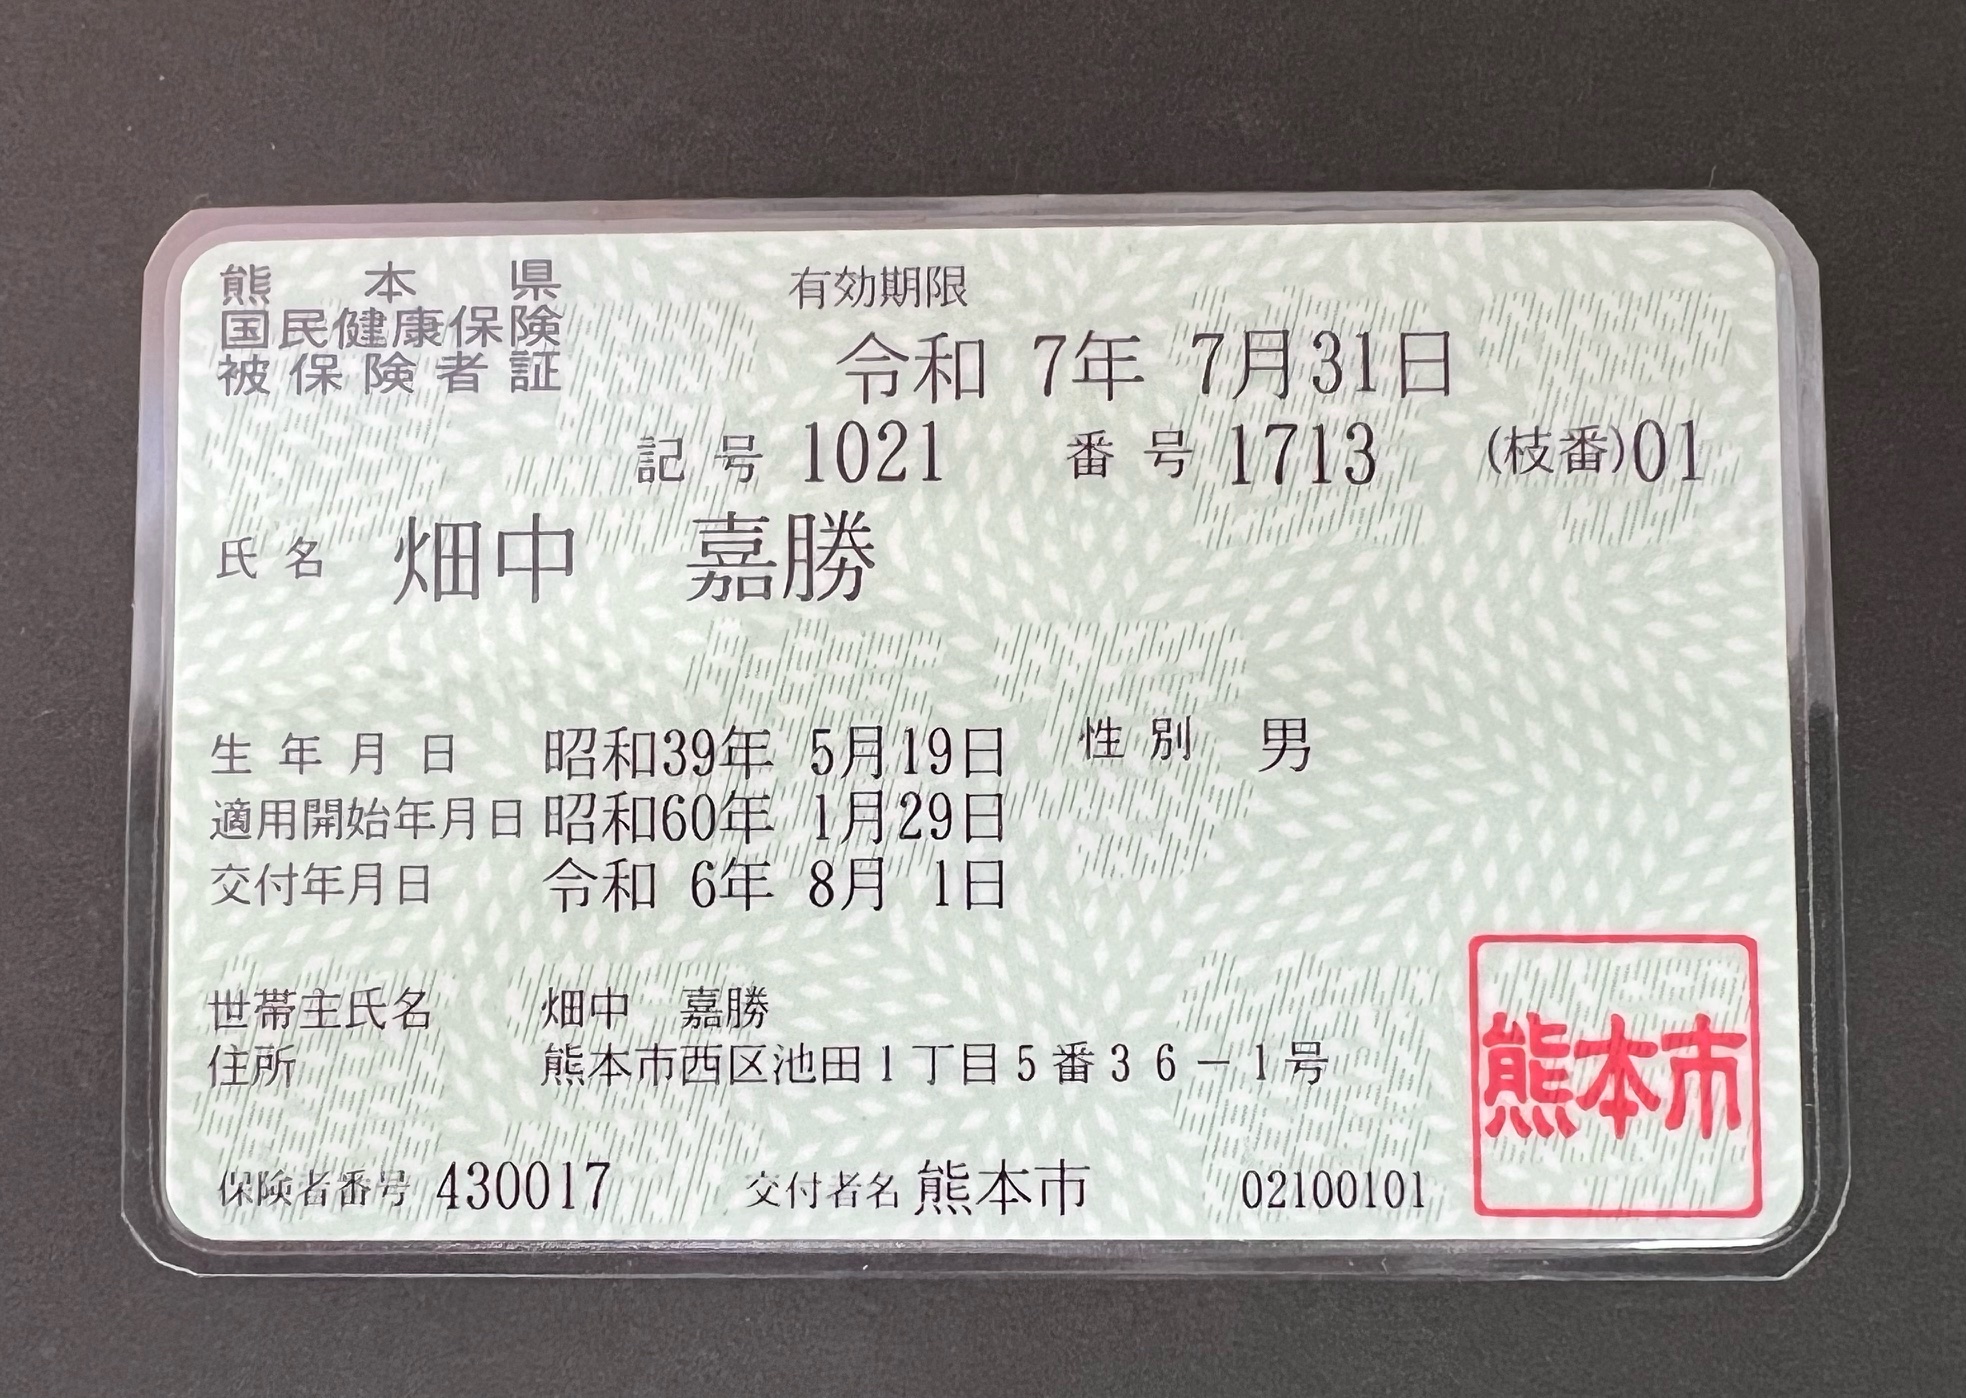 熊本県
国民健康保険
被保険者証
有効期限
令和 7年 7月31日
記号 1021 番号 1713 (枝番)01
氏名 畑中 嘉勝
生年月日 昭和39年 5月19日 性別 男
適用開始年月日 昭和60年 1月29日
交付年月日 令和 6年 8月 1日
世帯主氏名 畑中 嘉勝
住所 熊本市西区池田1丁目5番36-1号
保険者番号 430017 交付者名 熊本市 02100101
熊本市